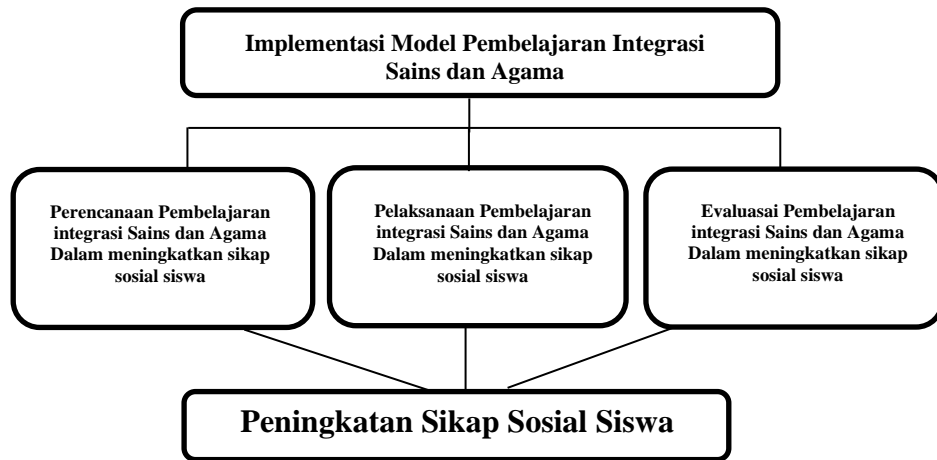 Implementasi Model Pembelajaran Integrasi
Sains dan Agama
Perencanaan Pembelajaran
integrasi Sains dan Agama
Dalam meningkatkan sikap
sosial siswa
Pelaksanaan Pembelajaran
integrasi Sains dan Agama
Dalam meningkatkan sikap
sosial siswa
Evaluasai Pembelajaran
integrasi Sains dan Agama
Dalam meningkatkan sikap
sosial siswa
Peningkatan Sikap Sosial Siswa